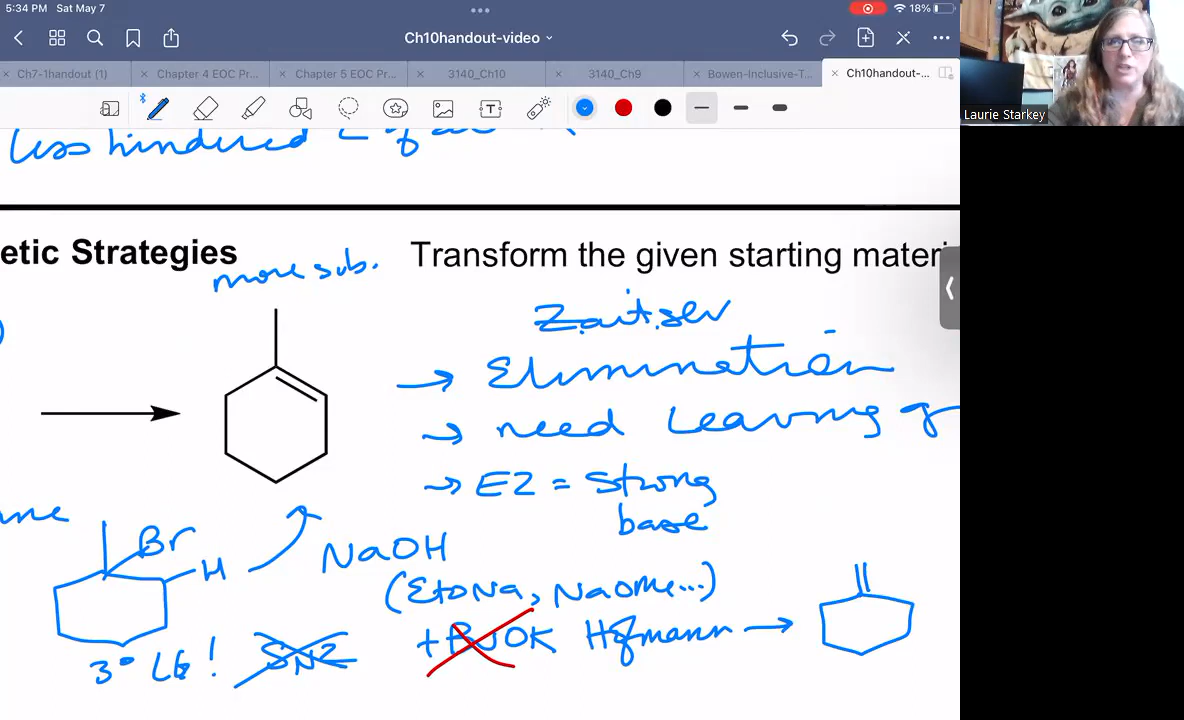 5:34 PM Sat May 7
18%
Ch10handout-video
Ch7-1handout (1)
Chapter 4 EOC Pr...
Chapter 5 EOC Pr...
3140_Ch10
3140_Ch9
Bowen-Inclusive-T...
Ch10handout-...
T
Laurie Starkey
less hindered
etic Strategies
Transform the given starting materi
more sub.
Zaitsev
→ Elimination
→ need Leaving gr
→ E2 = Strong
base
Br
H
NaOH
(EtONa, NaOMe...)
3° LG! SN2
+BuOK Hofmann →